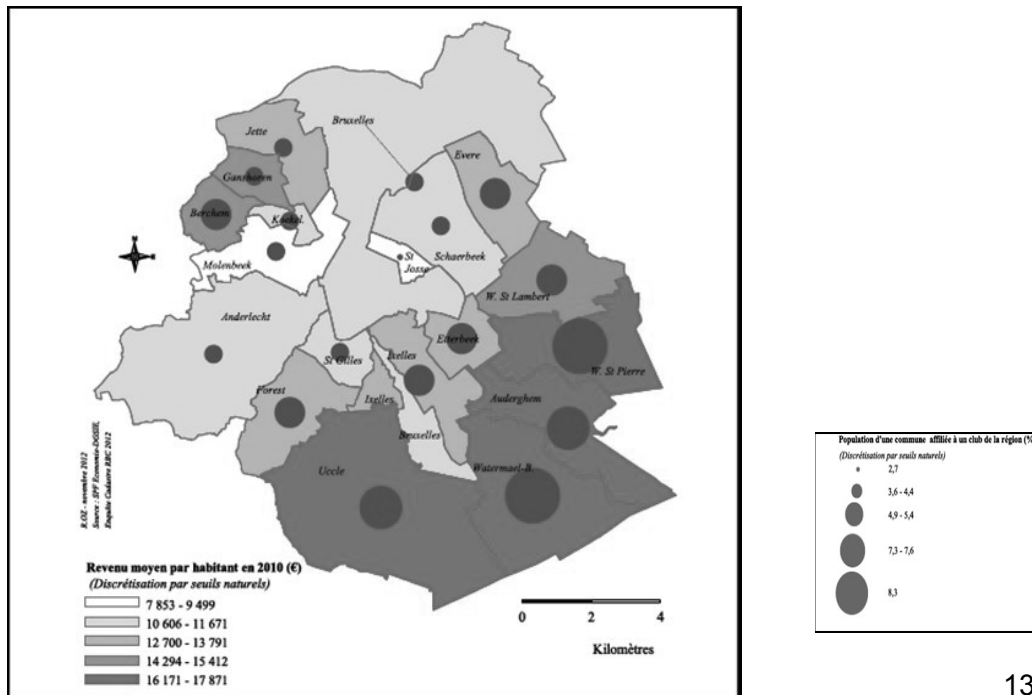 Bruxelles
Jette
Evere
Ganshoren
Berchem
Koekel.
St
Josse
Schaerbeek
Molenbeek
W. St Lambert
Anderlecht
Etterbeek
St Gilles
Ixelles
W. St Pierre
Forest
Ixelles
Auderghem
Bruxelles
Uccle
Watermael-B.
N
R.OZ - novembre 2012
Source : SPF Economie-DGSIE,
Enquête Cadastre RBC 2012
Revenu moyen par habitant en 2010 (€)
(Discrétisation par seuils naturels)
7 853 - 9 499
10 606 - 11 671
12 700 - 13 791
14 294 - 15 412
16 171 - 17 871
0 2 4
Kilomètres
Population d'une commune affiliée à un club de la région (%
(Discrétisation par seuils naturels)
2,7
3,6 - 4,4
4,9 - 5,4
7,3 - 7,6
8,3
13